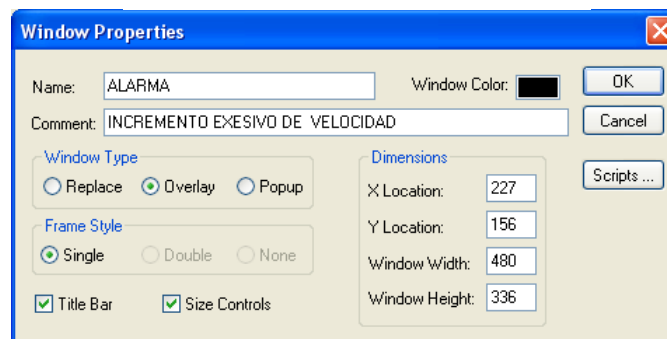 Window Properties
Name: ALARMA Window Color: OK
Comment: INCREMENTO EXESIVO DE VELOCIDAD Cancel
Window Type Dimensions
Replace Overlay Popup X Location: 227 Scripts ...
Frame Style Y Location: 156
Single Double None Window Width: 480
Title Bar Size Controls Window Height: 336